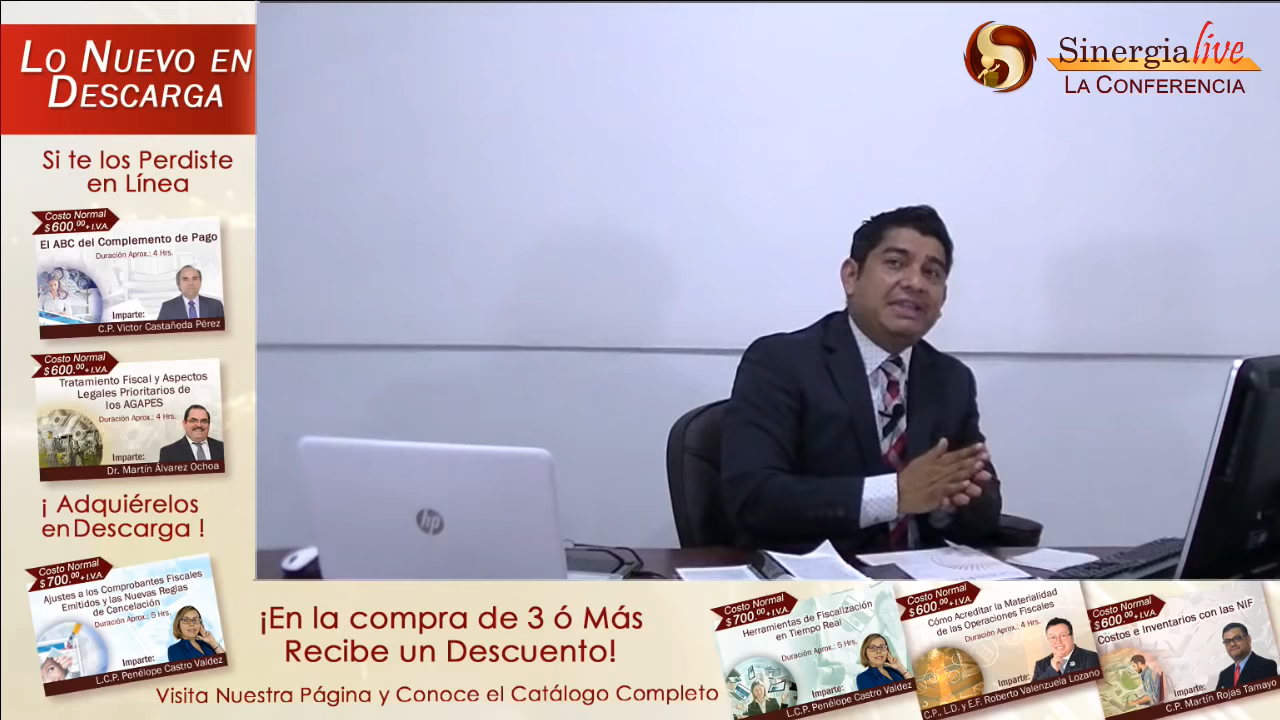 Lo Nuevo en
Descarga
Si te los Perdiste
en Línea
Costo Normal
$600.00+ I.V.A.
El ABC del Complemento de Pago
Duración Aprox.: 4 Hrs.
Imparte:
C.P. Victor Castañeda Pérez
Costo Normal
$600.00+ I.V.A.
Tratamiento Fiscal y Aspectos
Legales Prioritarios de
los AGAPES
Duración Aprox.: 4 Hrs.
Imparte:
Dr. Martín Álvarez Ochoa
¡ Adquiérelos
en Descarga !
Costo Normal
$700.00+ I.V.A.
Ajustes a los Comprobantes Fiscales
Emitidos y las Nuevas Reglas
de Cancelación
Duración Aprox.: 5 Hrs.
Imparte:
L.C.P. Penélope Castro Valdez
Sinergialive
La Conferencia
hp
¡En la compra de 3 ó Más
Recibe un Descuento!
Visita Nuestra Página y Conoce el Catálogo Completo
Costo Normal
$700.00+ I.V.A.
Herramientas de Fiscalización
en Tiempo Real
Duración Aprox.: 5 Hrs.
Imparte:
L.C.P. Penélope Castro Valdez
Costo Normal
$600.00+ I.V.A.
Cómo Acreditar la Materialidad
de las Operaciones Fiscales
Duración Aprox.: 4 Hrs.
Imparte:
C.P., L.D. y E.F. Roberto Valenzuela Lozano
Costo Normal
$600.00+ I.V.A.
Costos e Inventarios con las NIF
Imparte:
C.P. Martín Rojas Tamayo